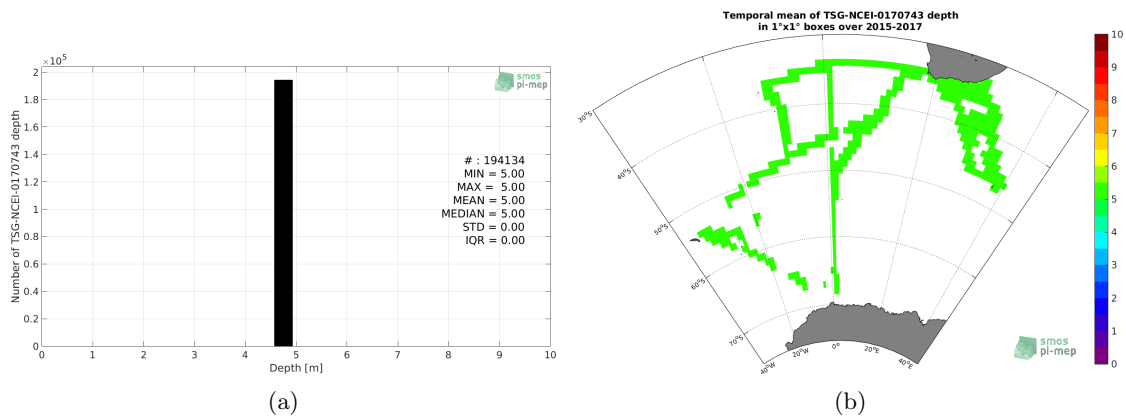 ×10⁵
2
1.8
1.6
1.4
1.2
1
0.8
0.6
0.4
0.2
0
Number of TSG-NCEI-0170743 depth
smos
pi-mep
# : 194134
MIN = 5.00
MAX = 5.00
MEAN = 5.00
MEDIAN = 5.00
STD = 0.00
IQR = 0.00
0 1 2 3 4 5 6 7 8 9 10
Depth [m]
(a)
Temporal mean of TSG-NCEI-0170743 depth
in 1°x1° boxes over 2015-2017
30°S
40°S
50°S
60°S
70°S
40°W
20°W
0°
20°E
40°E
smos
pi-mep
10
9
8
7
6
5
4
3
2
1
0
(b)